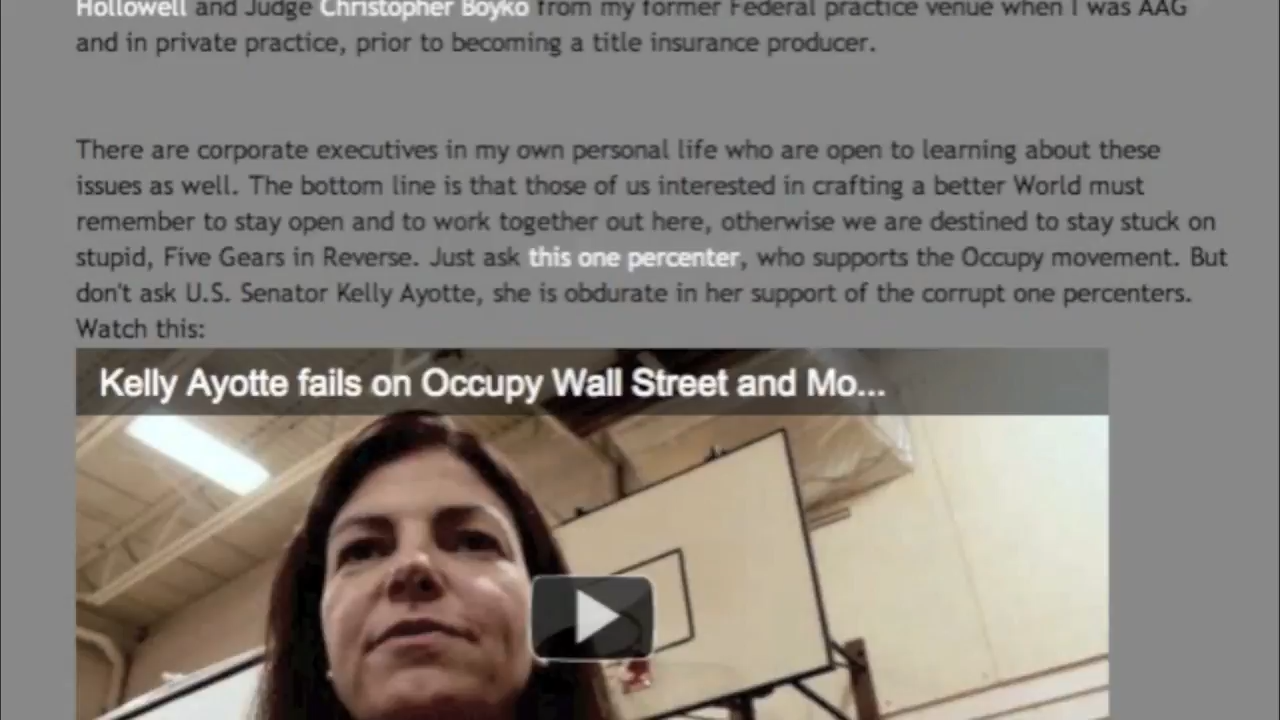 Hollowell and Judge Christopher Boyko from my former Federal practice venue when I was AAG
and in private practice, prior to becoming a title insurance producer.
There are corporate executives in my own personal life who are open to learning about these
issues as well. The bottom line is that those of us interested in crafting a better World must
remember to stay open and to work together out here, otherwise we are destined to stay stuck on
stupid, Five Gears in Reverse. Just ask this one percenter, who supports the Occupy movement. But
don't ask U.S. Senator Kelly Ayotte, she is obdurate in her support of the corrupt one percenters.
Watch this:
Kelly Ayotte fails on Occupy Wall Street and Mo...